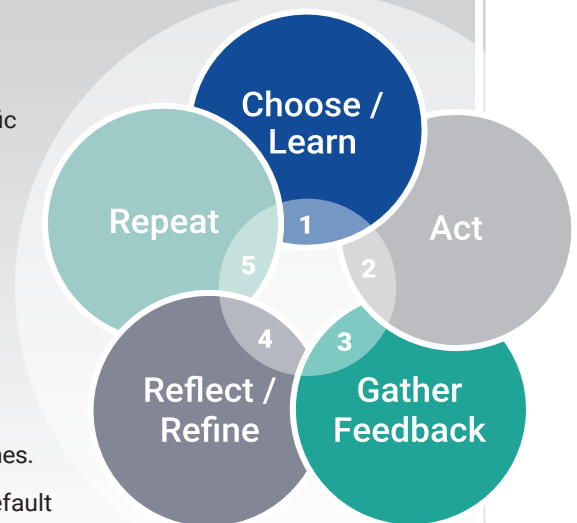 Choose /
Learn
1
Act
2
Gather
Feedback
3
Reflect /
Refine
4
Repeat
5